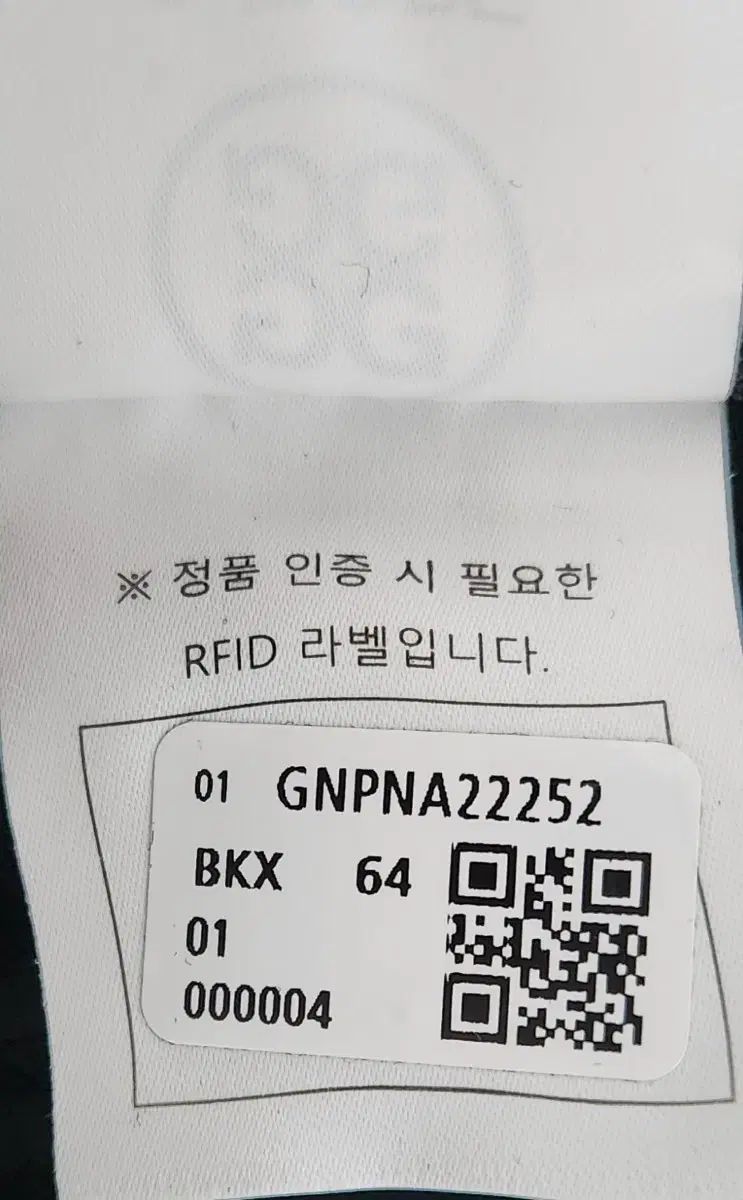 ※ 정품 인증 시 필요한
RFID 라벨입니다.
01 GNPNA22252
BKX 64
01
000004